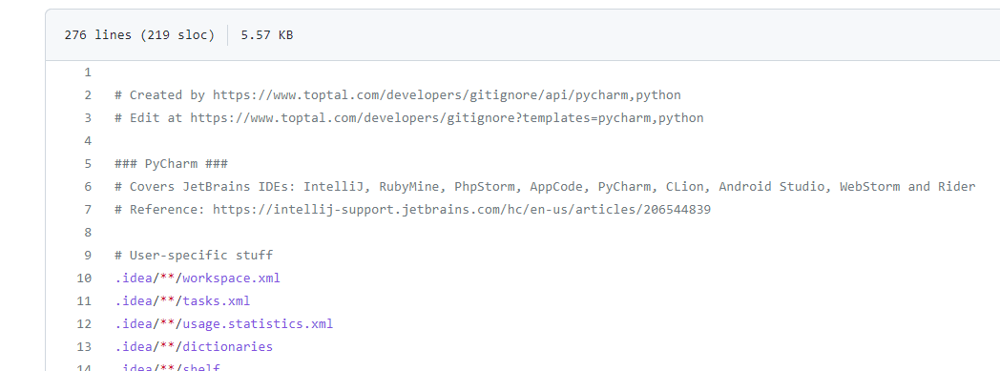 276 lines (219 sloc) 5.57 KB
1
2 # Created by https://www.toptal.com/developers/gitignore/api/pycharm,python
3 # Edit at https://www.toptal.com/developers/gitignore?templates=pycharm,python
4
5 ### PyCharm ###
6 # Covers JetBrains IDEs: IntelliJ, RubyMine, PhpStorm, AppCode, PyCharm, CLion, Android Studio, WebStorm and Rider
7 # Reference: https://intellij-support.jetbrains.com/hc/en-us/articles/206544839
8
9 # User-specific stuff
10 .idea/**/workspace.xml
11 .idea/**/tasks.xml
12 .idea/**/usage.statistics.xml
13 .idea/**/dictionaries
14 .idea/**/shelf